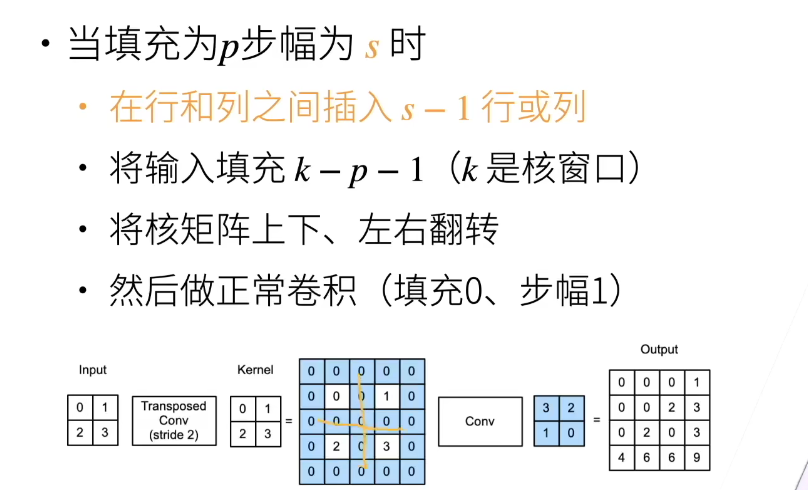 • 当填充为p步幅为 s 时
• 在行和列之间插入 s − 1 行或列
• 将输入填充 k − p − 1（k 是核窗口）
• 将核矩阵上下、左右翻转
• 然后做正常卷积（填充0、步幅1）
Input
0 1
2 3
Transposed
Conv
(stride 2)
Kernel
0 1
2 3
=
0 0 0 0 0
0 0 0 1 0
0 0 0 0 0
0 2 0 3 0
0 0 0 0 0
Conv
3 2
1 0
=
Output
0 0 0 1
0 0 2 3
0 2 0 3
4 6 6 9